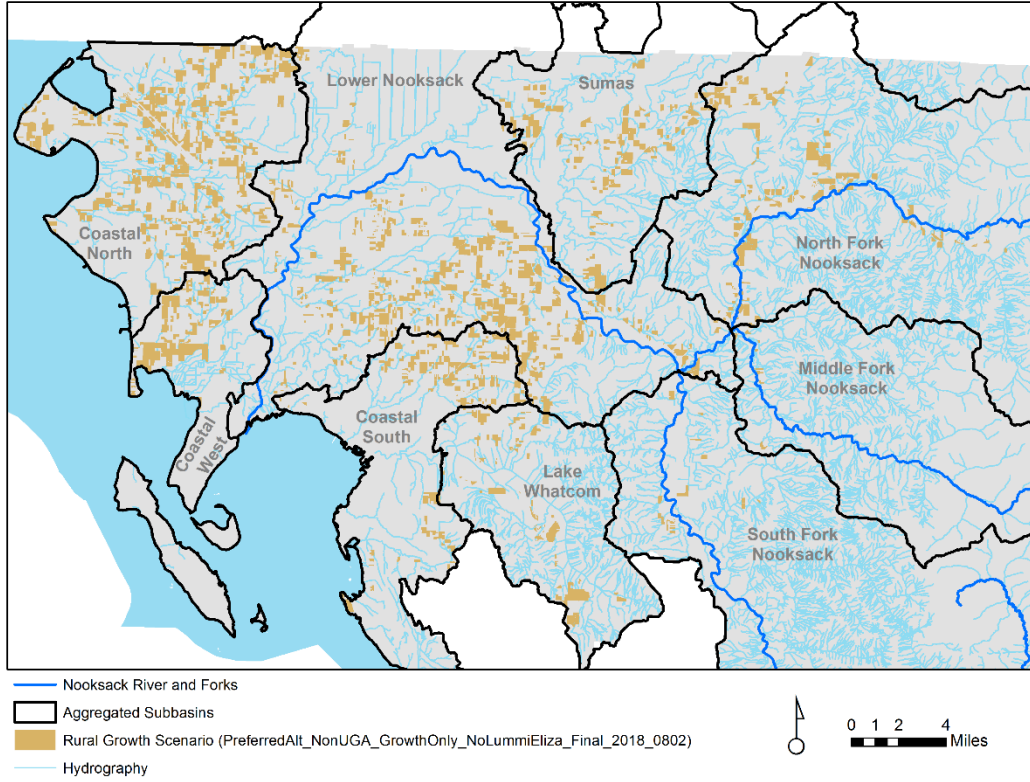 Lower Nooksack
Sumas
Coastal
North
North Fork
Nooksack
Middle Fork
Nooksack
Coastal
South
Coastal
West
Lake
Whatcom
South Fork
Nooksack
Nooksack River and Forks
Aggregated Subbasins
Rural Growth Scenario (PreferredAlt_NonUGA_GrowthOnly_NoLummiEliza_Final_2018_0802)
Hydrography
0 1 2 4
Miles